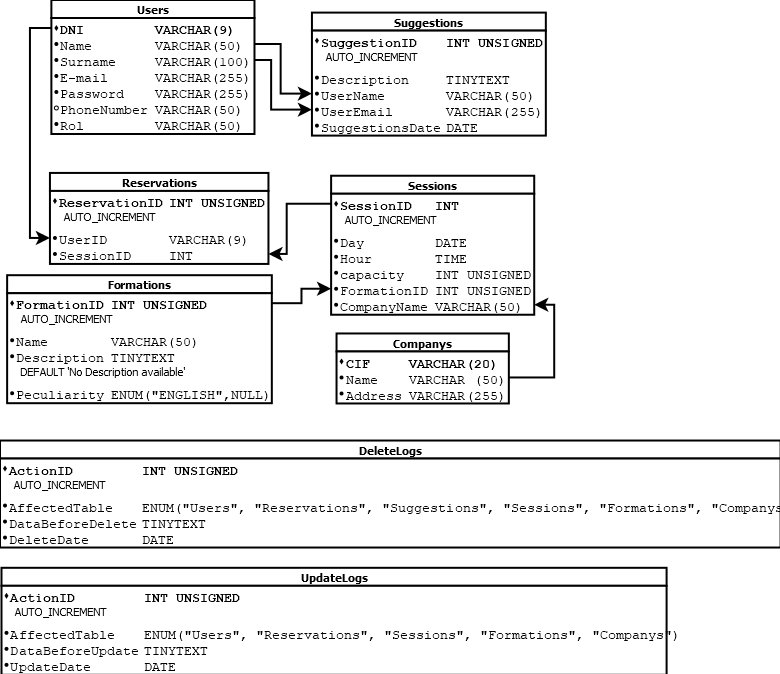 Users
DNI VARCHAR(9)
Name VARCHAR(50)
Surname VARCHAR(100)
E-mail VARCHAR(255)
Password VARCHAR(255)
PhoneNumber VARCHAR(50)
Rol VARCHAR(50)
Suggestions
SuggestionID INT UNSIGNED
AUTO_INCREMENT
Description TINYTEXT
UserName VARCHAR(50)
UserEmail VARCHAR(255)
SuggestionsDate DATE
Reservations
ReservationID INT UNSIGNED
AUTO_INCREMENT
UserID VARCHAR(9)
SessionID INT
Sessions
SessionID INT
AUTO_INCREMENT
Day DATE
Hour TIME
capacity INT UNSIGNED
FormationID INT UNSIGNED
CompanyName VARCHAR(50)
Formations
FormationID INT UNSIGNED
AUTO_INCREMENT
Name VARCHAR(50)
Description TINYTEXT
DEFAULT 'No Description available'
Peculiarity ENUM("ENGLISH",NULL)
Companys
CIF VARCHAR(20)
Name VARCHAR (50)
Address VARCHAR(255)
DeleteLogs
ActionID INT UNSIGNED
AUTO_INCREMENT
AffectedTable ENUM("Users", "Reservations", "Suggestions", "Sessions", "Formations", "Companys
DataBeforeDelete TINYTEXT
DeleteDate DATE
UpdateLogs
ActionID INT UNSIGNED
AUTO_INCREMENT
AffectedTable ENUM("Users", "Reservations", "Sessions", "Formations", "Companys")
DataBeforeUpdate TINYTEXT
UpdateDate DATE